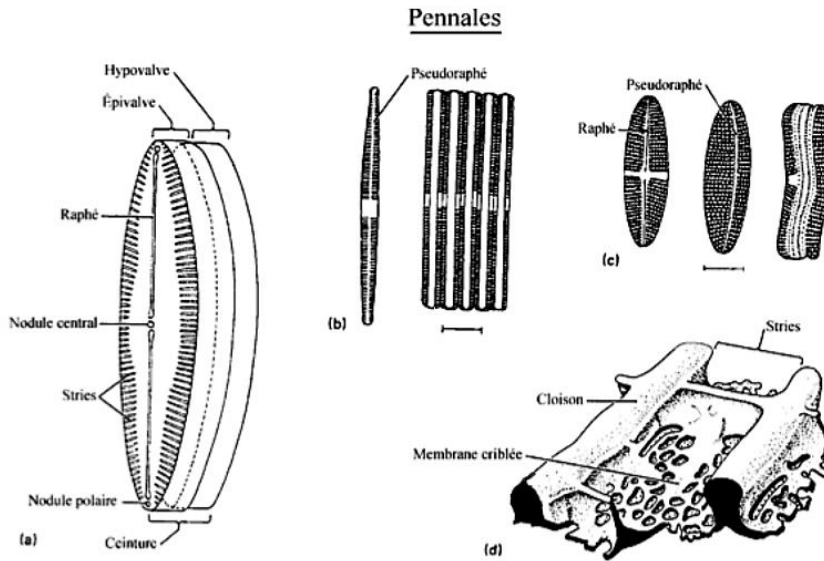 Pennales
Hypovalve
Épivalve
Raphé
Nodule central
Stries
Nodule polaire
Ceinture
(a)
Pseudoraphé
(b)
Pseudoraphé
Raphé
(c)
Stries
Cloison
Membrane criblée
(d)